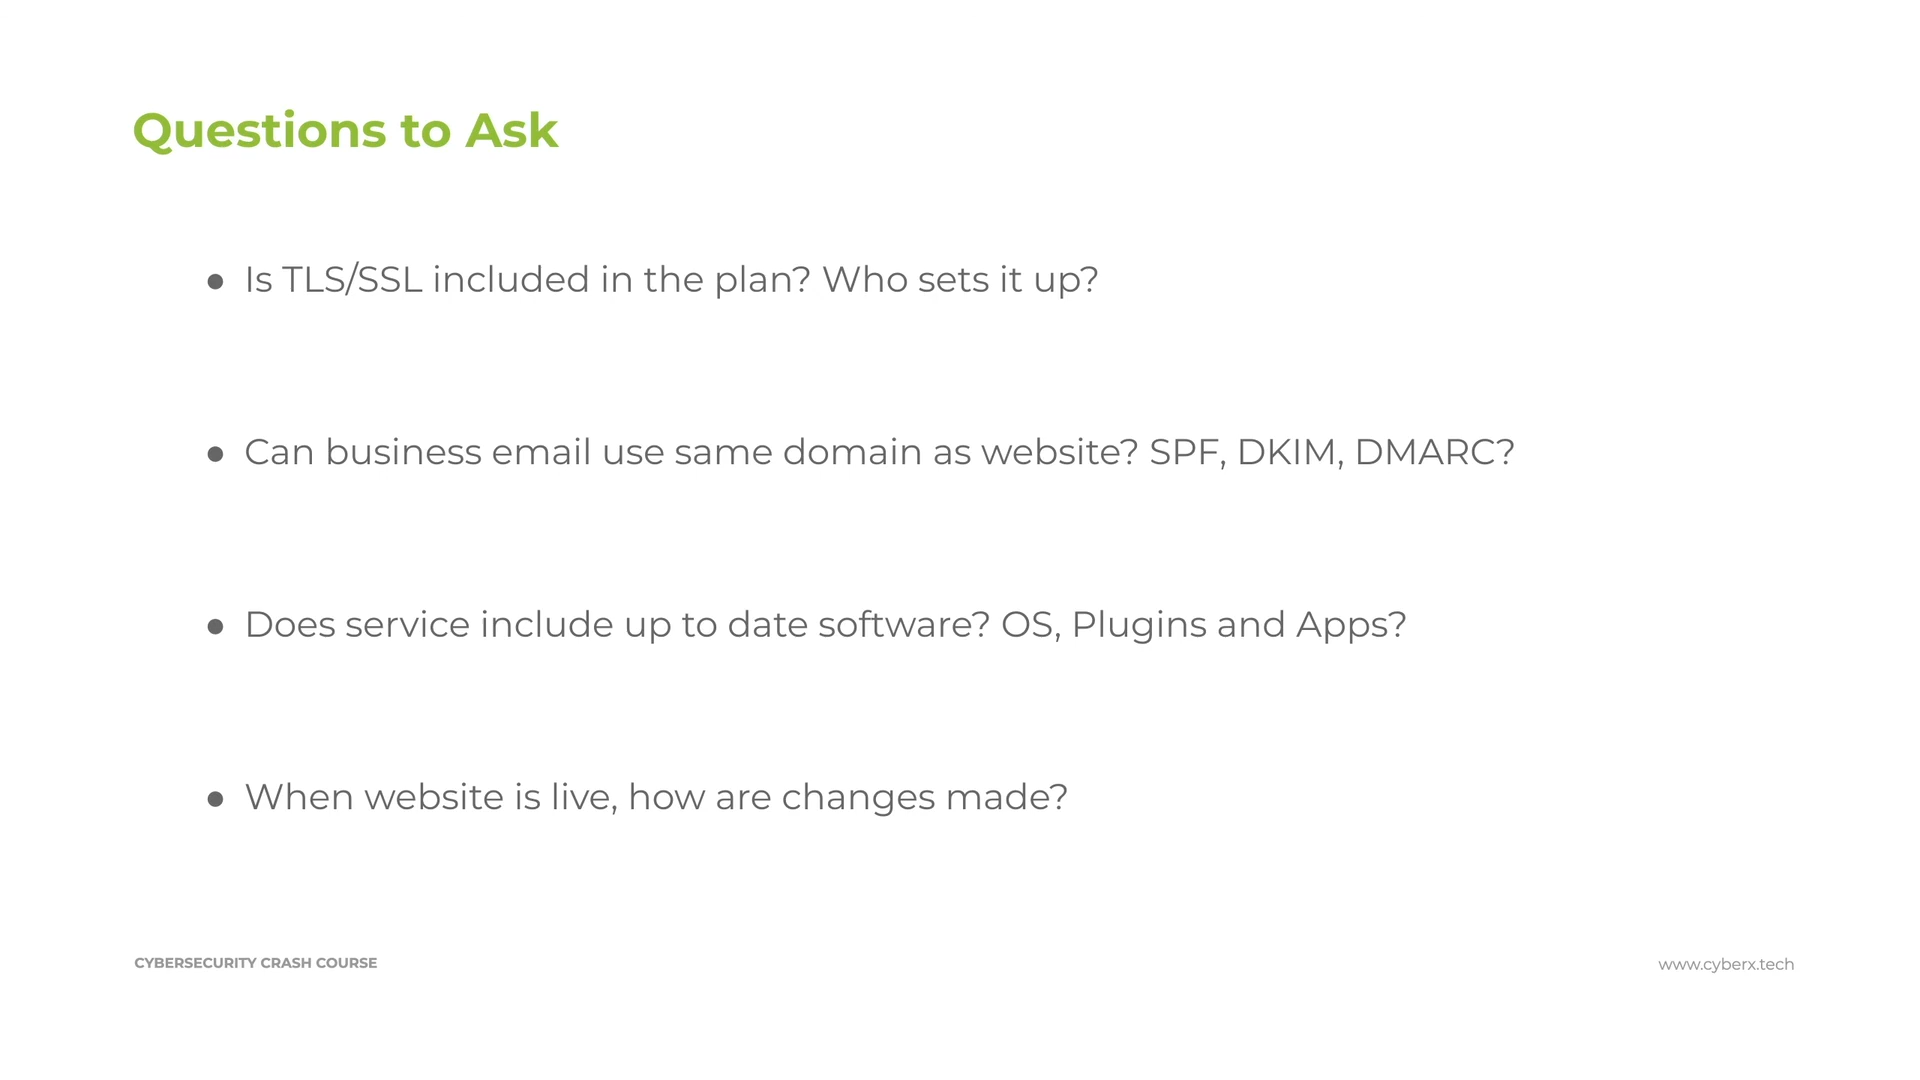 Questions to Ask
● Is TLS/SSL included in the plan? Who sets it up?
● Can business email use same domain as website? SPF, DKIM, DMARC?
● Does service include up to date software? OS, Plugins and Apps?
● When website is live, how are changes made?
CYBERSECURITY CRASH COURSE
www.cyberx.tech